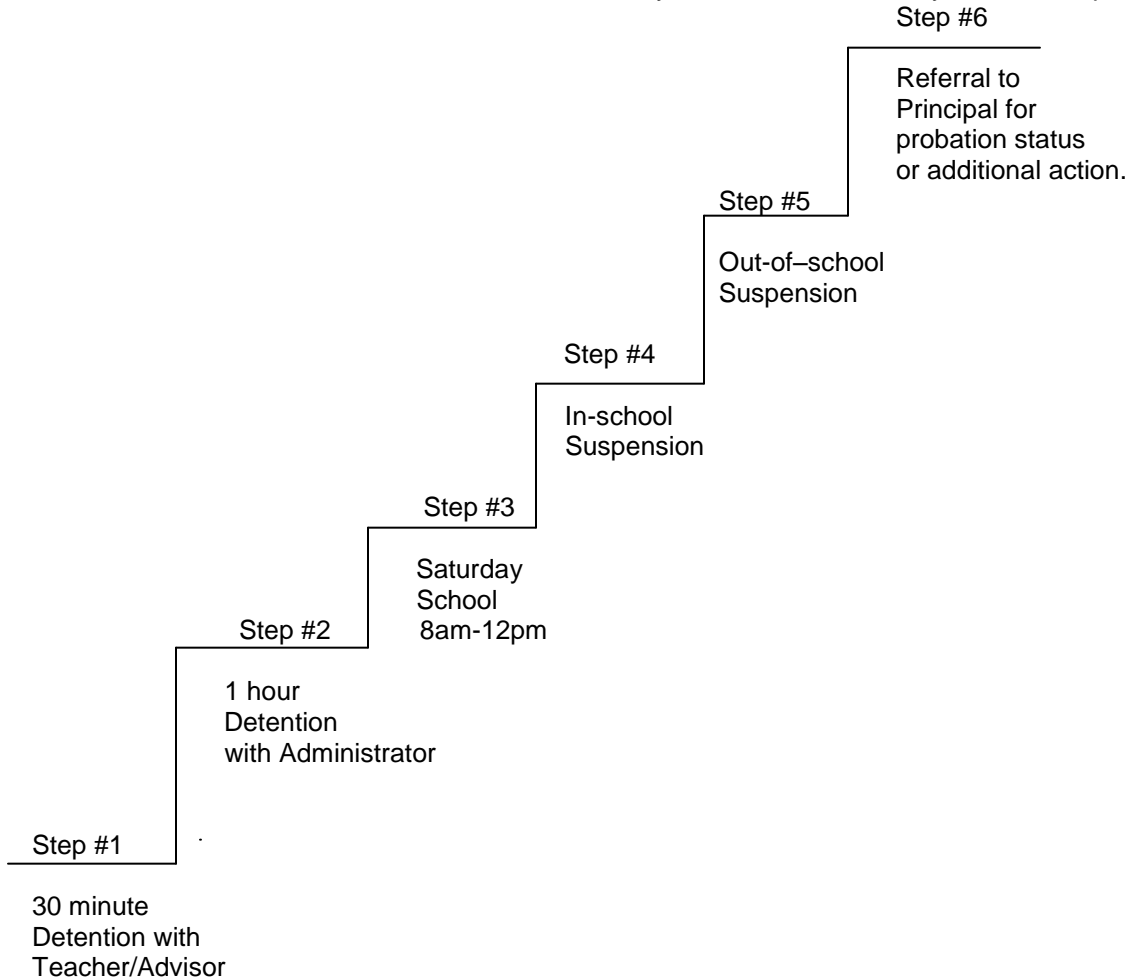 Step #6
Referral to
Principal for
probation status
or additional action.
Step #5
Out-of–school
Suspension
Step #4
In-school
Suspension
Step #3
Saturday
School
8am-12pm
Step #2
1 hour
Detention
with Administrator
Step #1
30 minute
Detention with
Teacher/Advisor